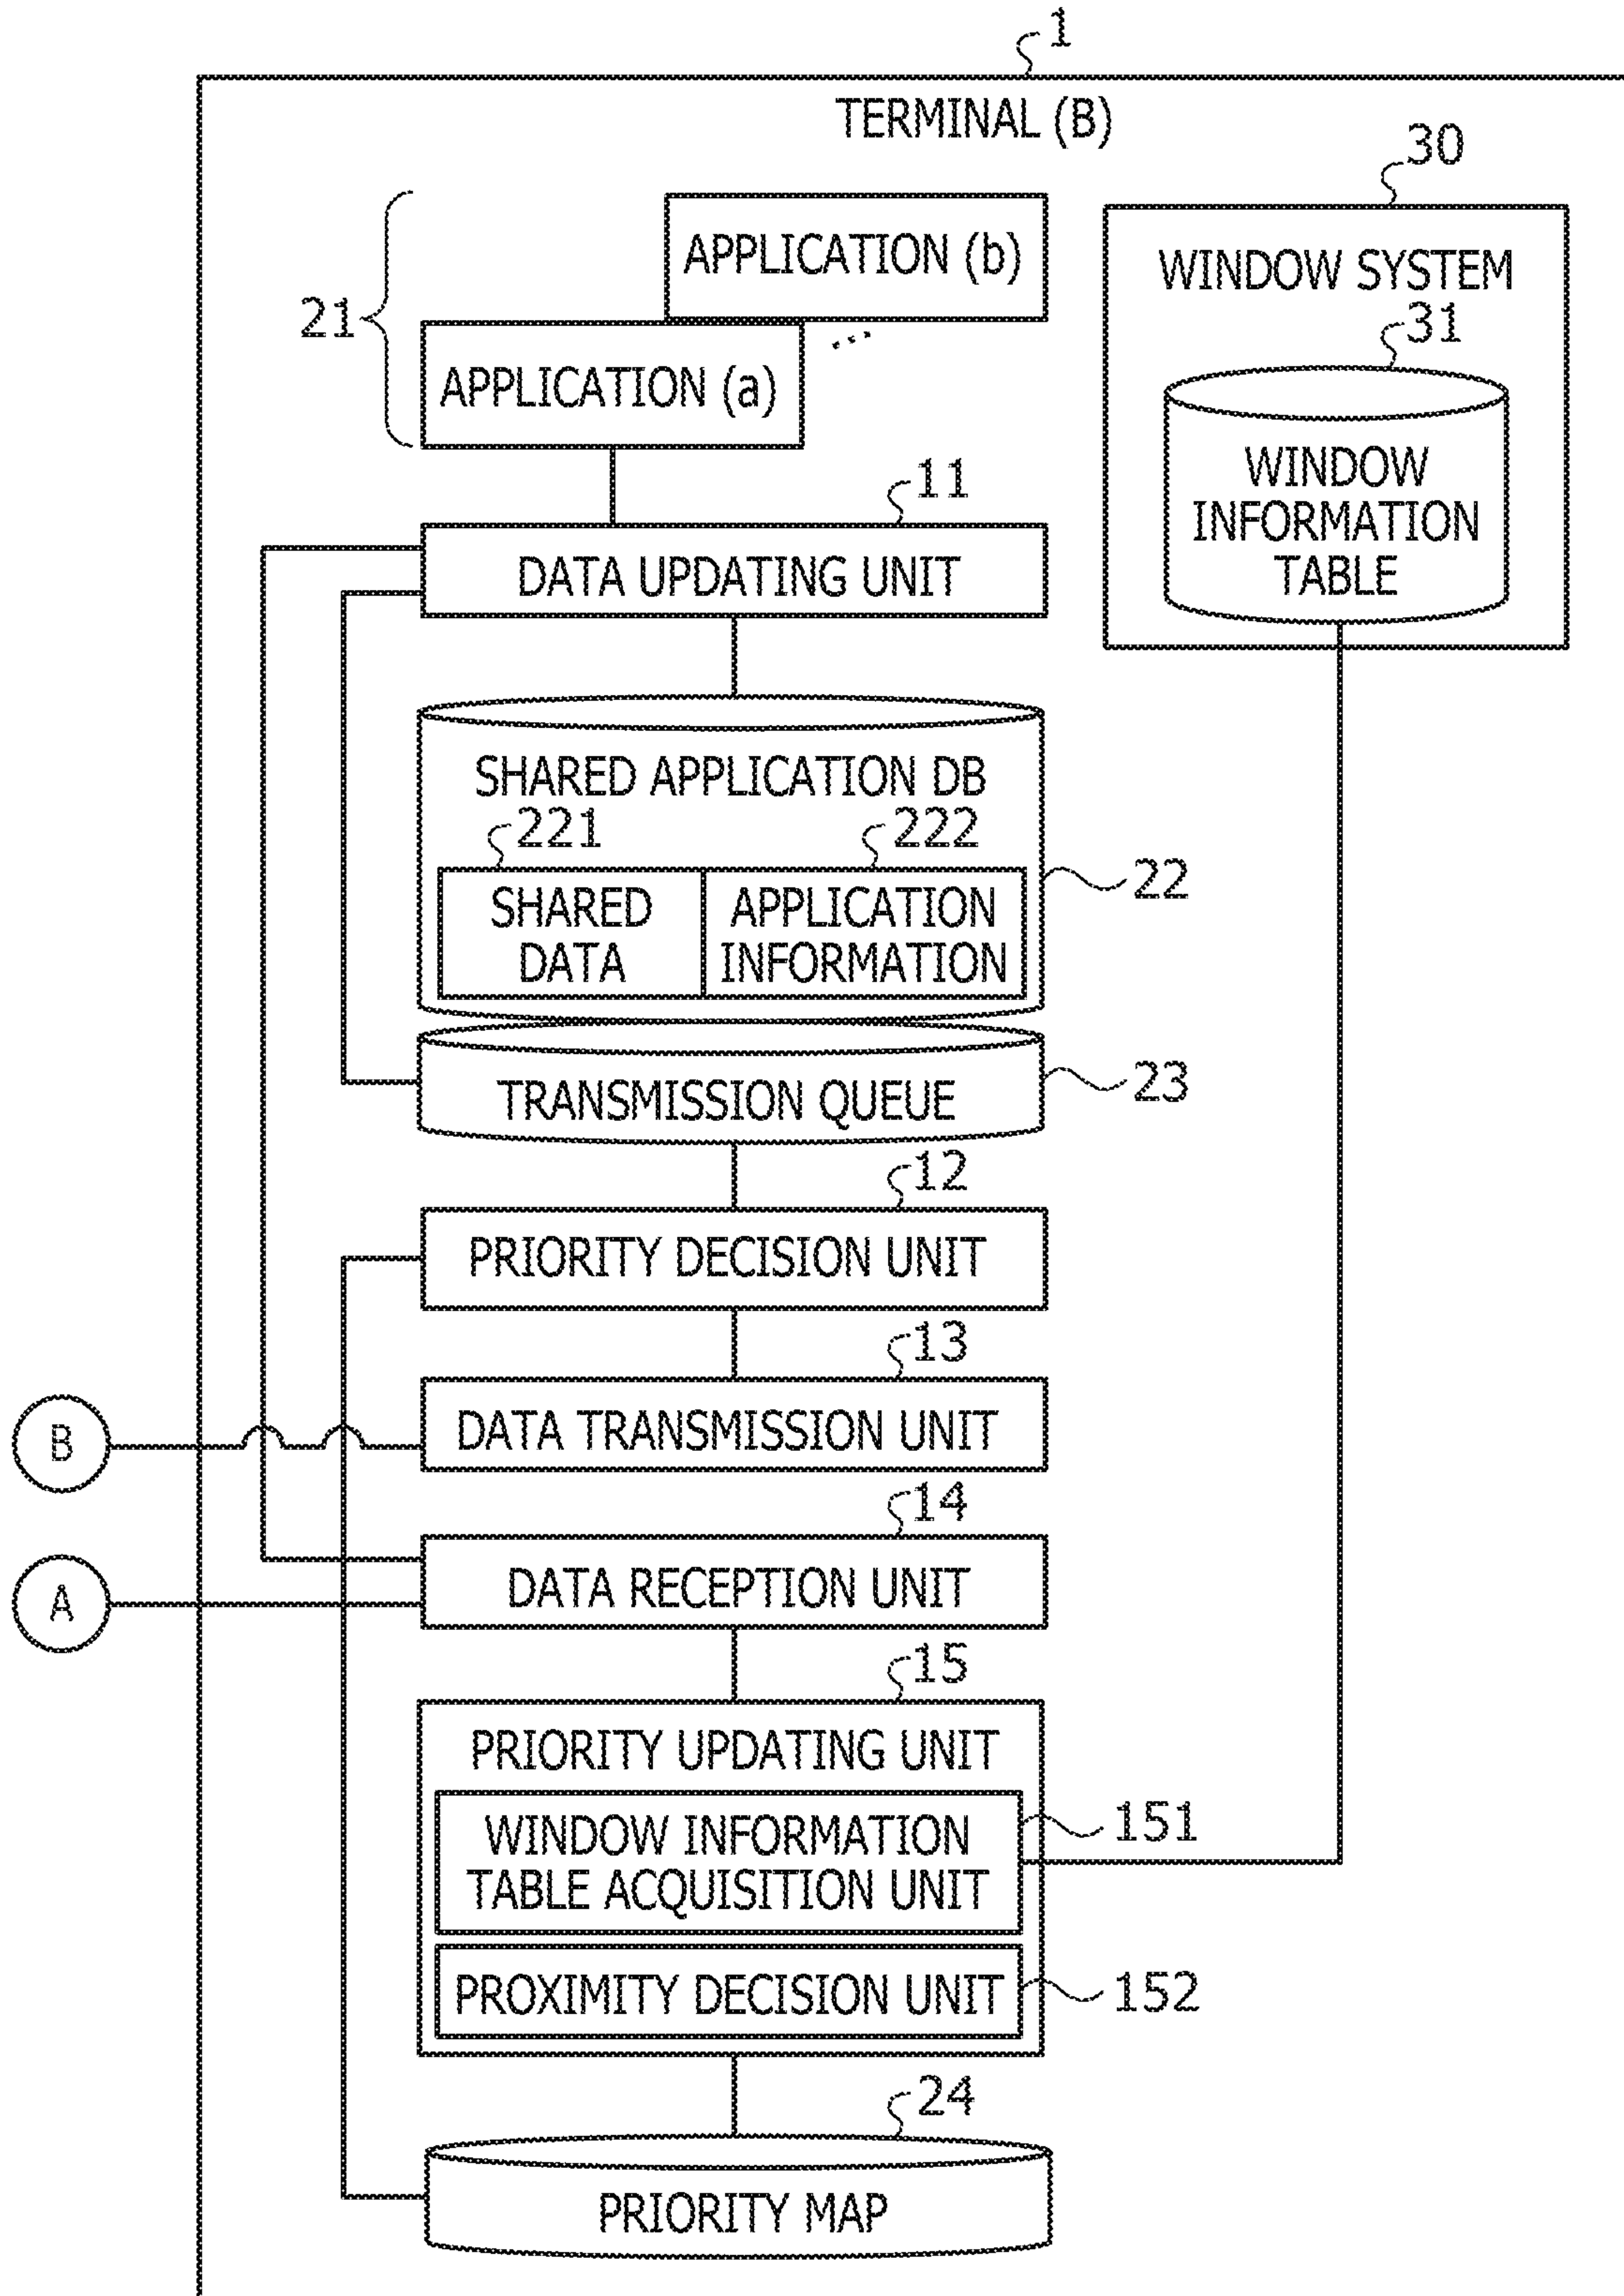 1
TERMINAL (B)
30
APPLICATION (b)
WINDOW SYSTEM
21
31
APPLICATION (a)
WINDOW
INFORMATION
TABLE
11
DATA UPDATING UNIT
SHARED APPLICATION DB
221
222
22
SHARED
DATA
APPLICATION
INFORMATION
23
TRANSMISSION QUEUE
12
PRIORITY DECISION UNIT
13
B
DATA TRANSMISSION UNIT
14
A
DATA RECEPTION UNIT
15
PRIORITY UPDATING UNIT
151
WINDOW INFORMATION
TABLE ACQUISITION UNIT
PROXIMITY DECISION UNIT
152
24
PRIORITY MAP